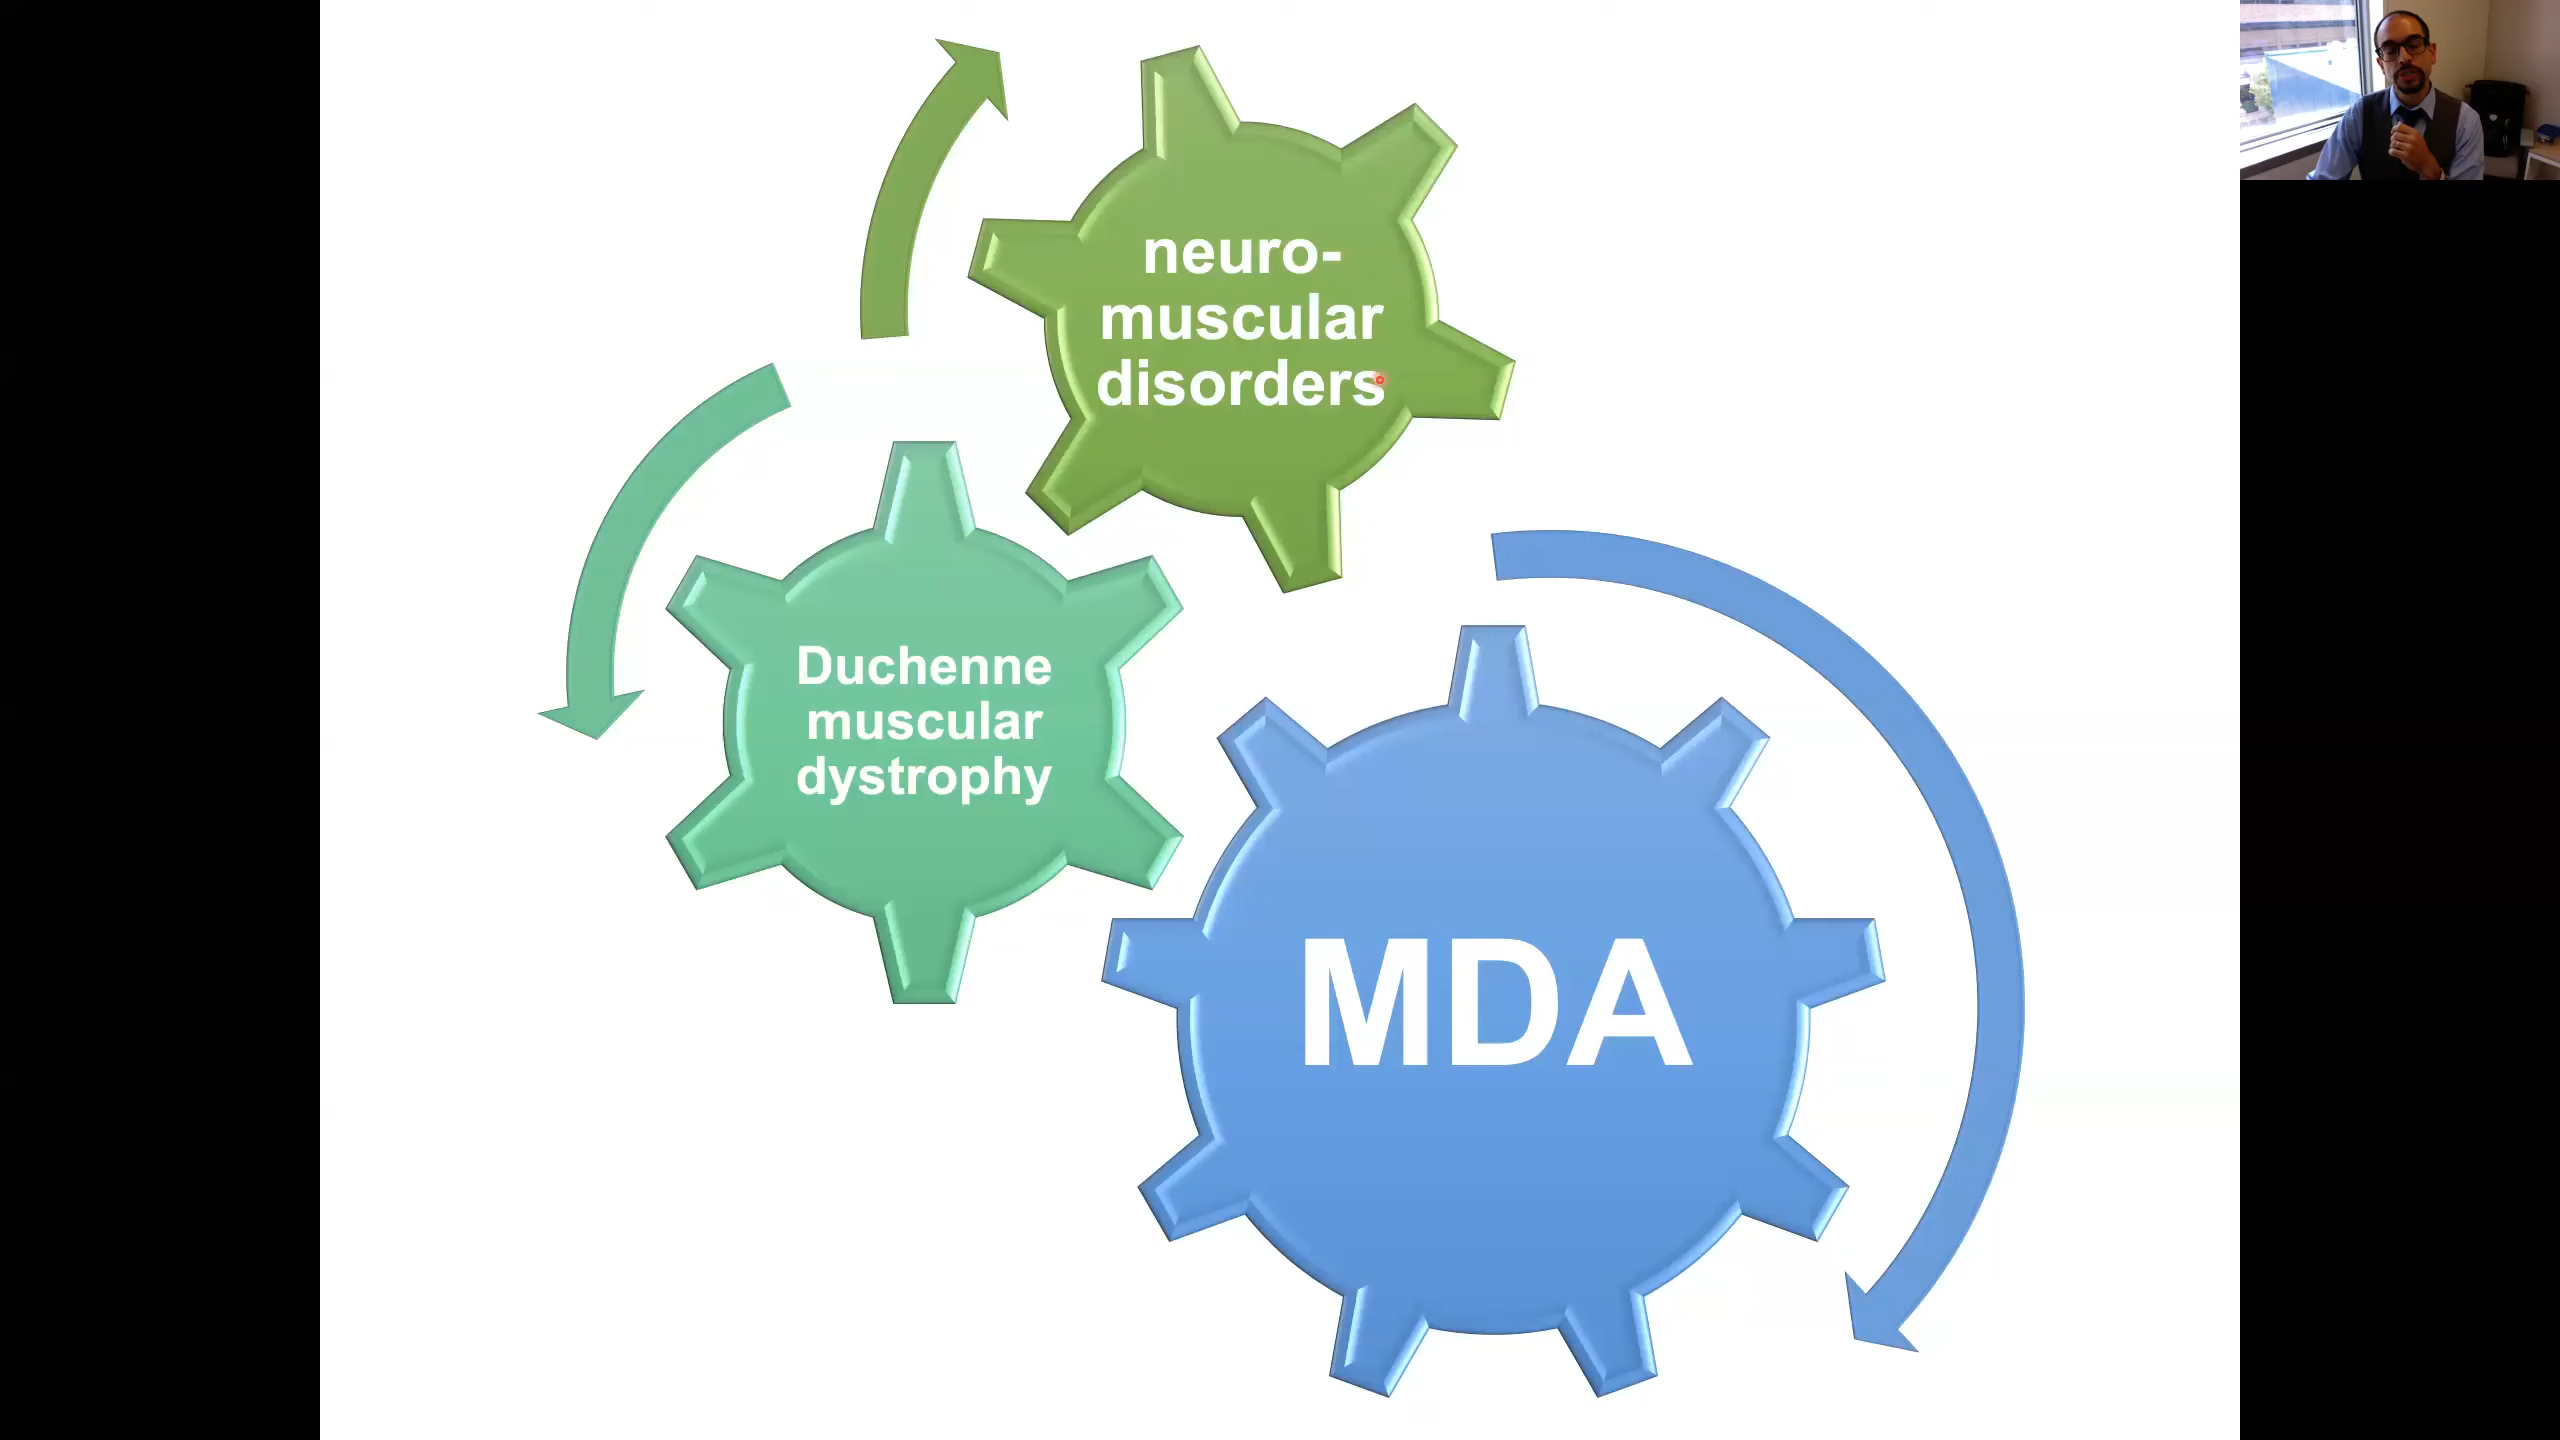 neuro-
muscular
disorders
Duchenne
muscular
dystrophy
MDA